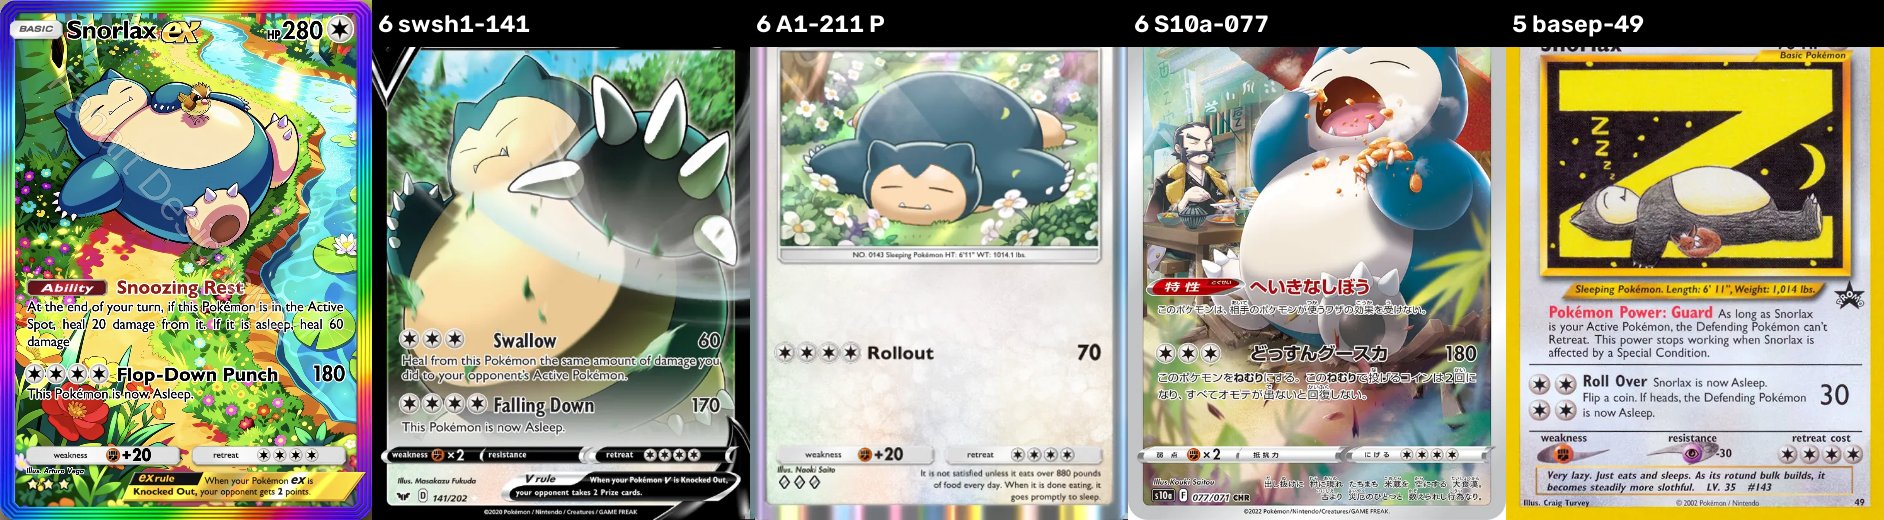 BASIC Snorlax ex HP 280
Ability Snoozing Rest
At the end of your turn, if this Pokémon is in the Active
Spot, heal 20 damage from it. If it is asleep, heal 60
damage
Flop-Down Punch 180
This Pokémon is now Asleep.
weakness +20 retreat
Illus. Arturo Vega
ex rule When your Pokémon ex is
Knocked Out, your opponent gets 2 points.
6 swsh1-141
Swallow 60
Heal from this Pokémon the same amount of damage you
did to your opponent's Active Pokémon.
Falling Down 170
This Pokémon is now Asleep.
weakness ×2 resistance retreat
Illus. Masakazu Fukuda
V rule When your Pokémon V is Knocked Out,
your opponent takes 2 Prize cards.
D 141/202
©2020 Pokémon / Nintendo / Creatures / GAME FREAK
6 A1-211 P
NO. 0143 Sleeping Pokémon HT: 6'11" WT: 1014.1 lbs.
Rollout 70
weakness +20 retreat
Illus. Naoki Saito
It is not satisfied unless it eats over 880 pounds
of food every day. When it is done eating, it
goes promptly to sleep.
6 S10a-077
特性 へいきなしぼう
このポケモンは、相手のポケモンが使うワザの効果を受けない。
どっすんグースカ 180
このポケモンをねむりにする。このねむりで投げるコインは2回に
なり、すべてオモテが出ないと回復しない。
弱点 ×2 抵抗力 にげる
Illus. Kouki Saitou
s10a F 077/071 CHR
©2022 Pokémon/Nintendo/Creatures/GAME FREAK.
5 basep-49
Snorlax
Basic Pokémon
Z
Z
Z
Z
Z
Sleeping Pokémon. Length: 6' 11", Weight: 1,014 lbs.
PROMO
Pokémon Power: Guard As long as Snorlax
is your Active Pokémon, the Defending Pokémon can't
Retreat. This power stops working when Snorlax is
affected by a Special Condition.
Roll Over Snorlax is now Asleep.
Flip a coin. If heads, the Defending Pokémon
is now Asleep.
30
weakness resistance retreat cost
-30
Very lazy. Just eats and sleeps. As its rotund bulk builds, it
becomes steadily more slothful. LV. 35 #143
Illus. Craig Turvey © 2002 Pokémon / Nintendo 49